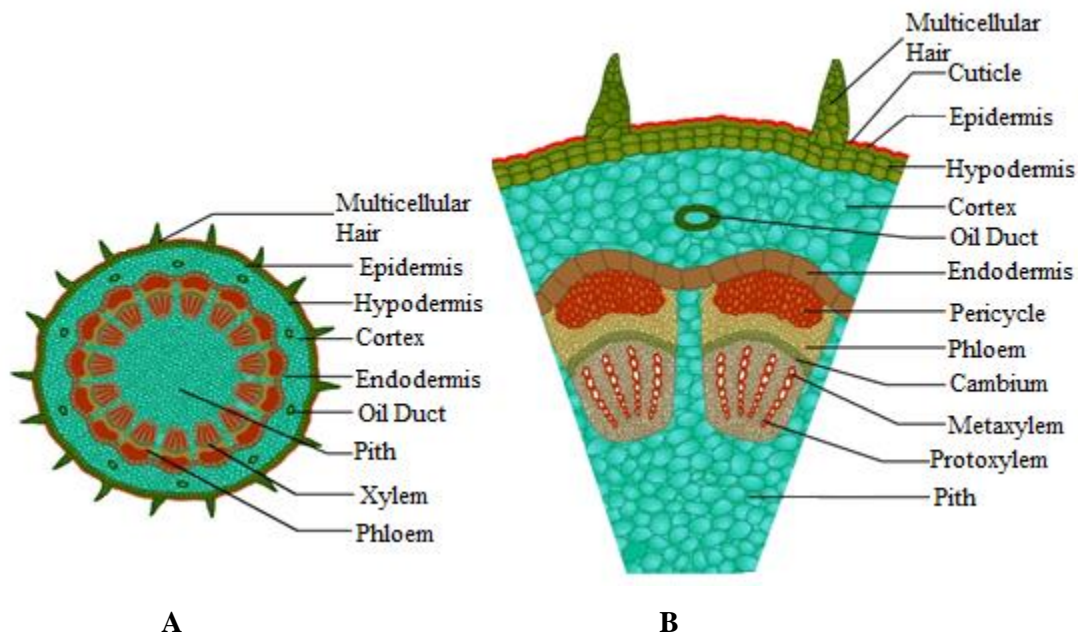 Multicellular
Hair
Epidermis
Hypodermis
Cortex
Endodermis
Oil Duct
Pith
Xylem
Phloem
A
Multicellular
Hair
Cuticle
Epidermis
Hypodermis
Cortex
Oil Duct
Endodermis
Pericycle
Phloem
Cambium
Metaxylem
Protoxylem
Pith
B